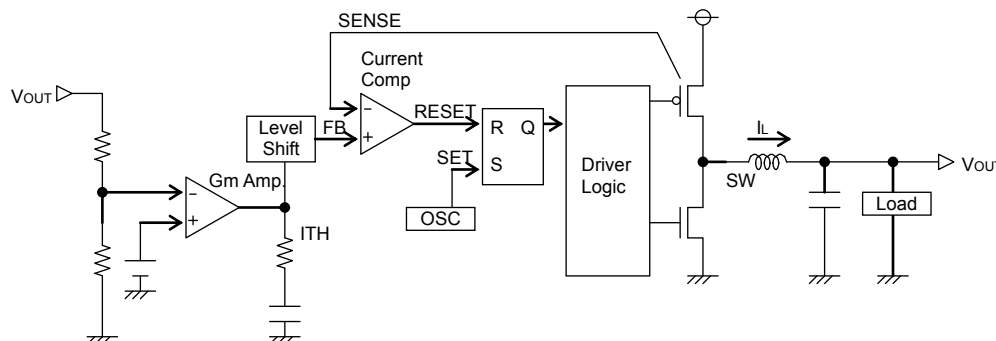 SENSE
Current
Comp
VOUT
RESET
Level
Shift
FB
R Q
S
SET
Driver
Logic
IL
SW
VOUT
Load
Gm Amp.
OSC
ITH